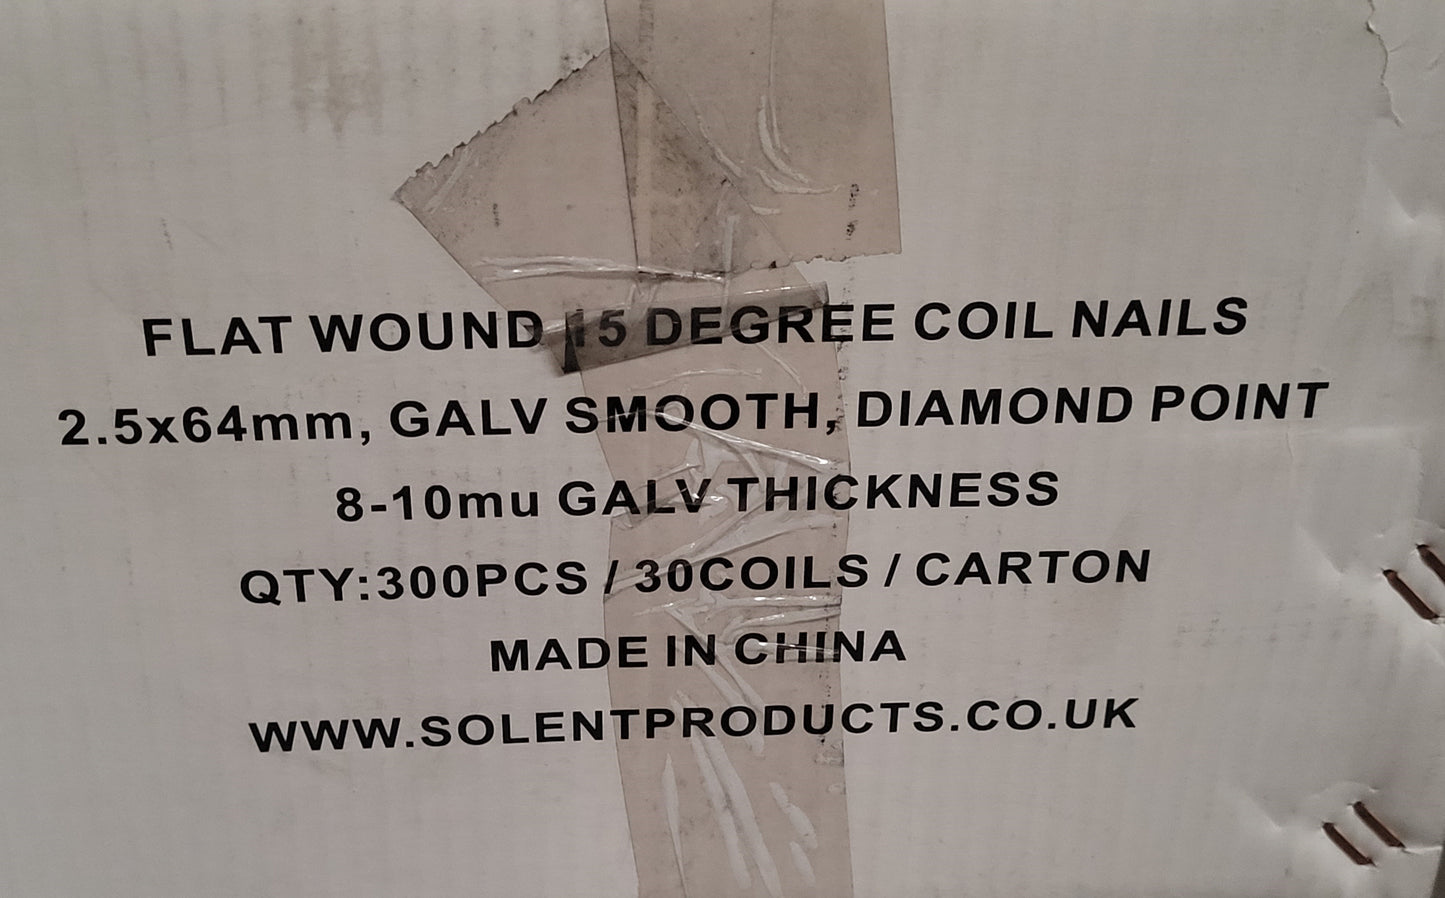 FLAT WOUND 15 DEGREE COIL NAILS
2.5x64mm, GALV SMOOTH, DIAMOND POINT
8-10mu GALV THICKNESS
QTY:300PCS / 30COILS / CARTON
MADE IN CHINA
WWW.SOLENTPRODUCTS.CO.UK